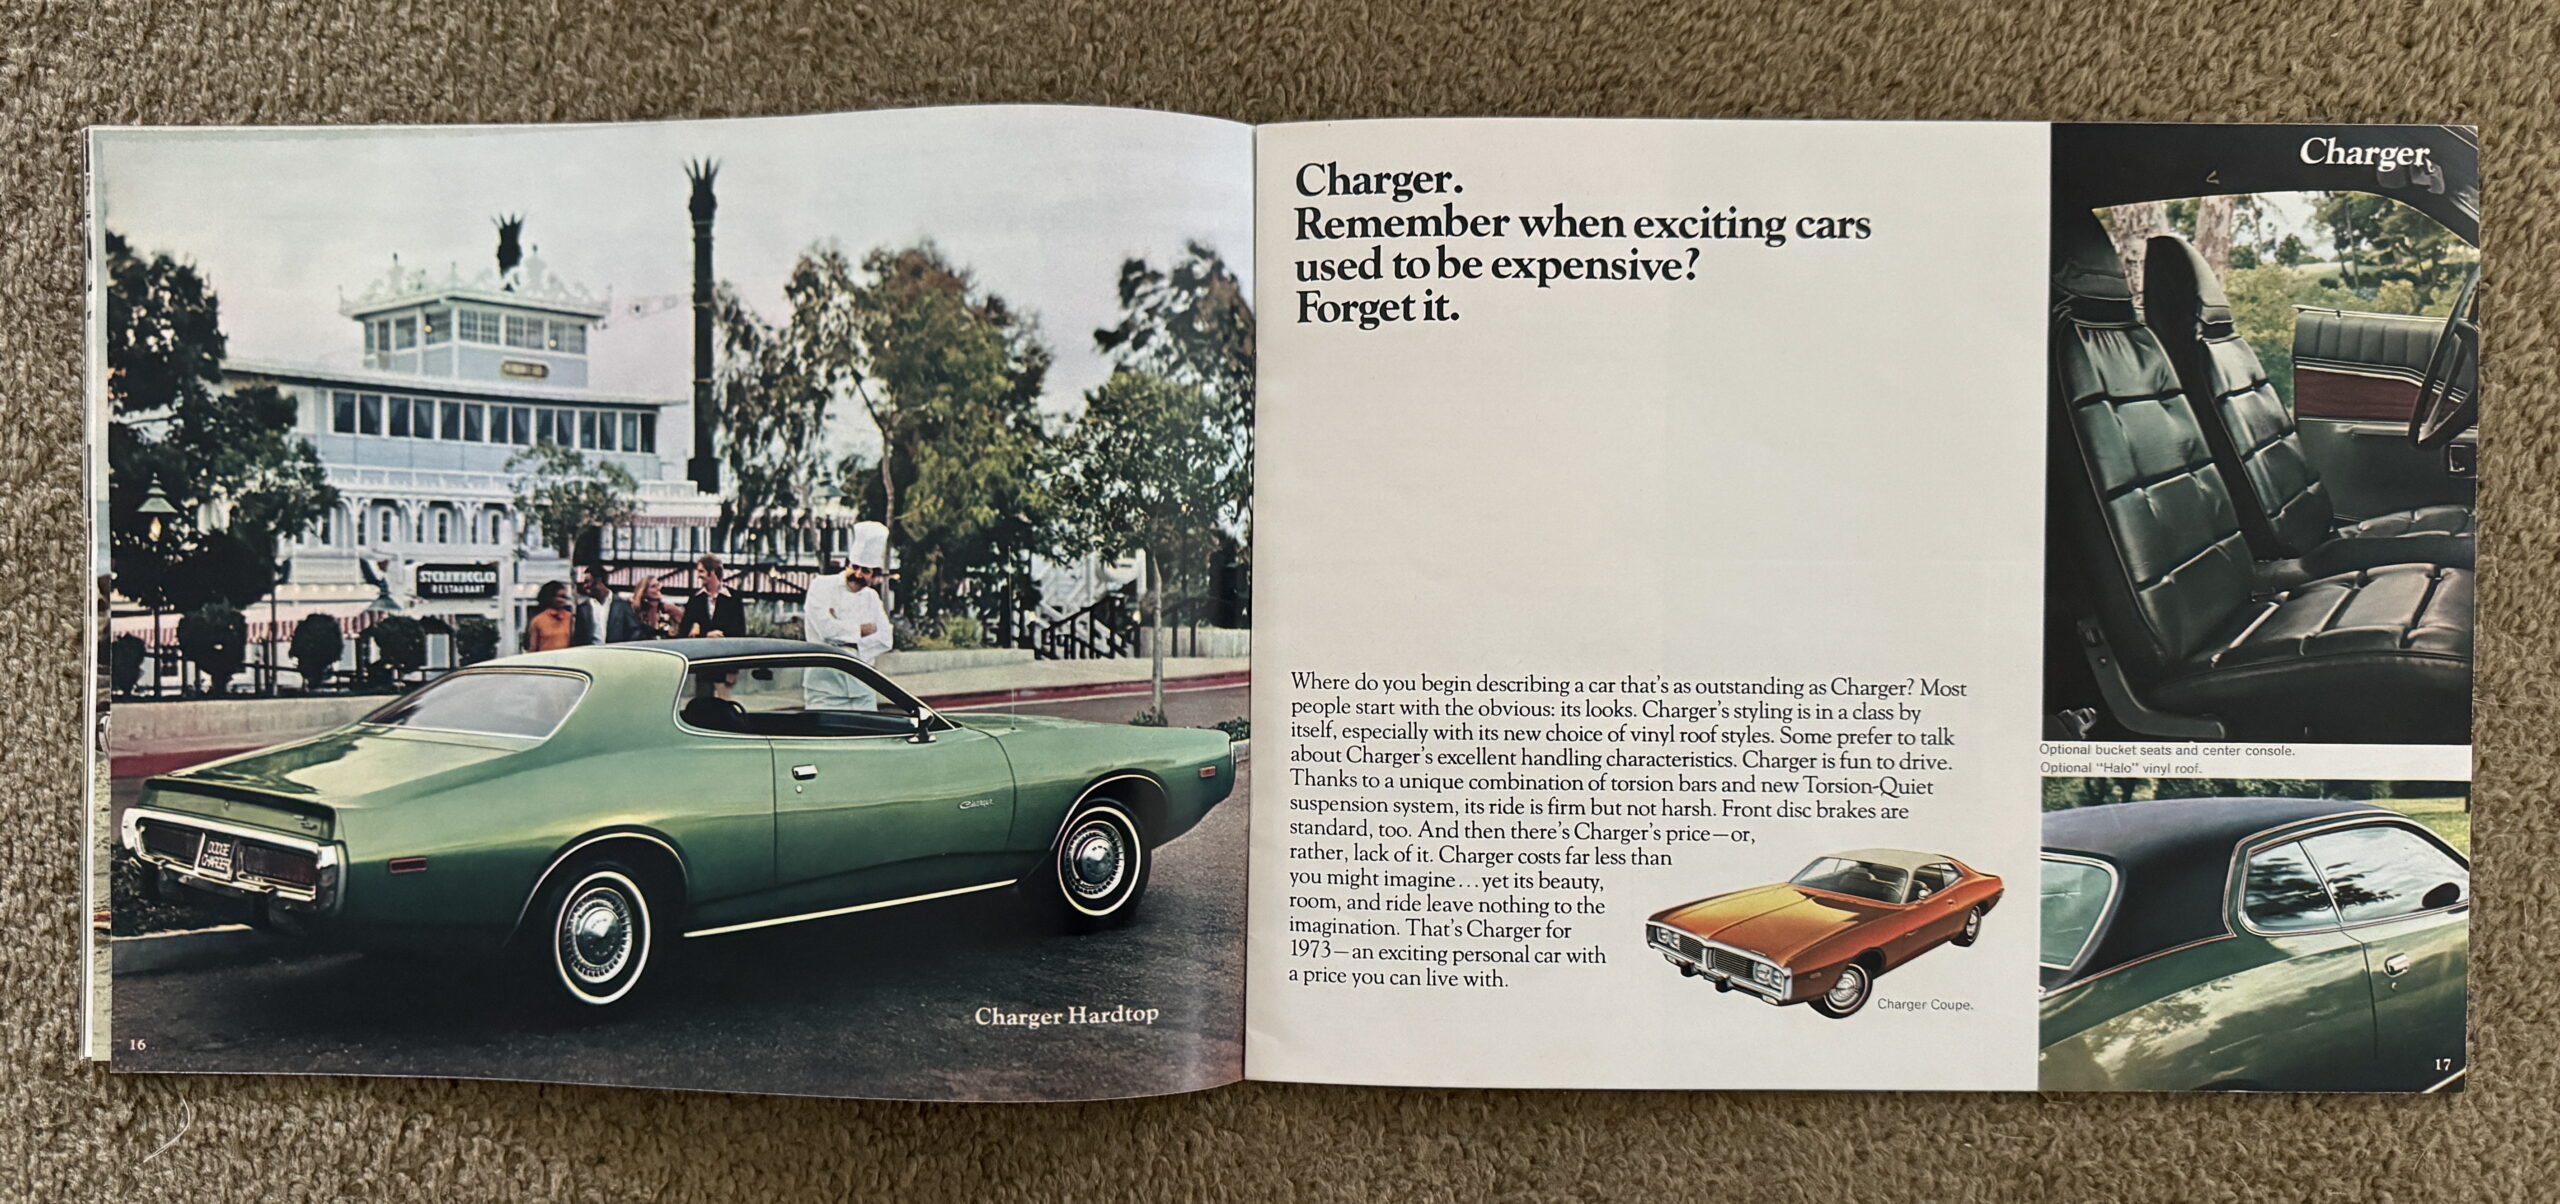 STERNWHEELER
RESTAURANT
DODGE
CHARGER
Charger
Charger Hardtop
16
Charger.
Remember when exciting cars
used to be expensive?
Forget it.
Where do you begin describing a car that's as outstanding as Charger? Most
people start with the obvious: its looks. Charger's styling is in a class by
itself, especially with its new choice of vinyl roof styles. Some prefer to talk
about Charger's excellent handling characteristics. Charger is fun to drive.
Thanks to a unique combination of torsion bars and new Torsion-Quiet
suspension system, its ride is firm but not harsh. Front disc brakes are
standard, too. And then there's Charger's price—or,
rather, lack of it. Charger costs far less than
you might imagine...yet its beauty,
room, and ride leave nothing to the
imagination. That's Charger for
1973—an exciting personal car with
a price you can live with.
Charger Coupe.
Charger
Optional bucket seats and center console.
Optional "Halo" vinyl roof.
17